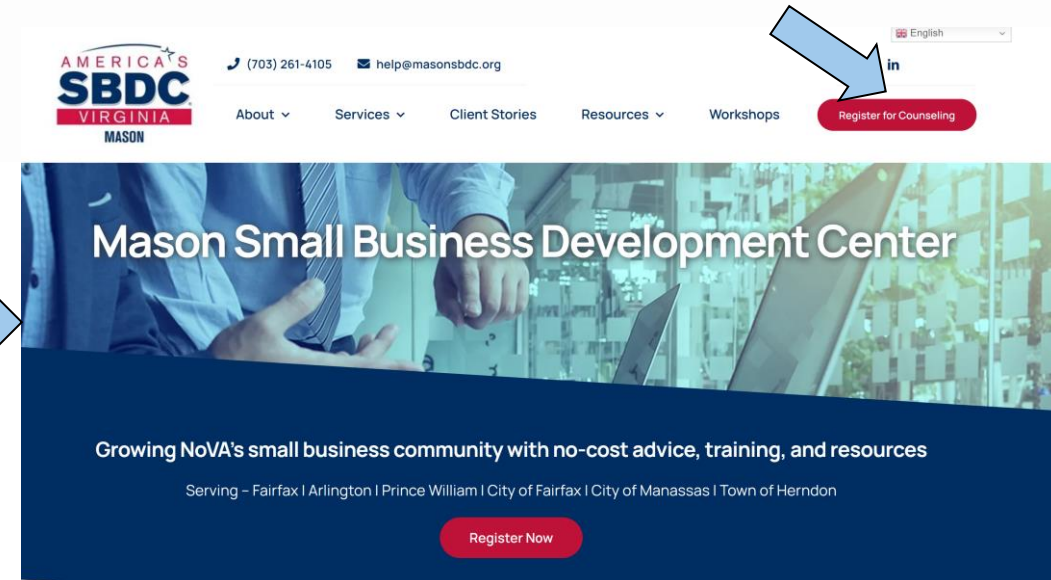 English
AMERICA'S
SBDC
VIRGINIA
MASON
(703) 261-4105
help@masonsbdc.org
in
About
Services
Client Stories
Resources
Workshops
Register for Counseling
Mason Small Business Development Center
Growing NoVA's small business community with no-cost advice, training, and resources
Serving – Fairfax | Arlington | Prince William | City of Fairfax | City of Manassas | Town of Herndon
Register Now